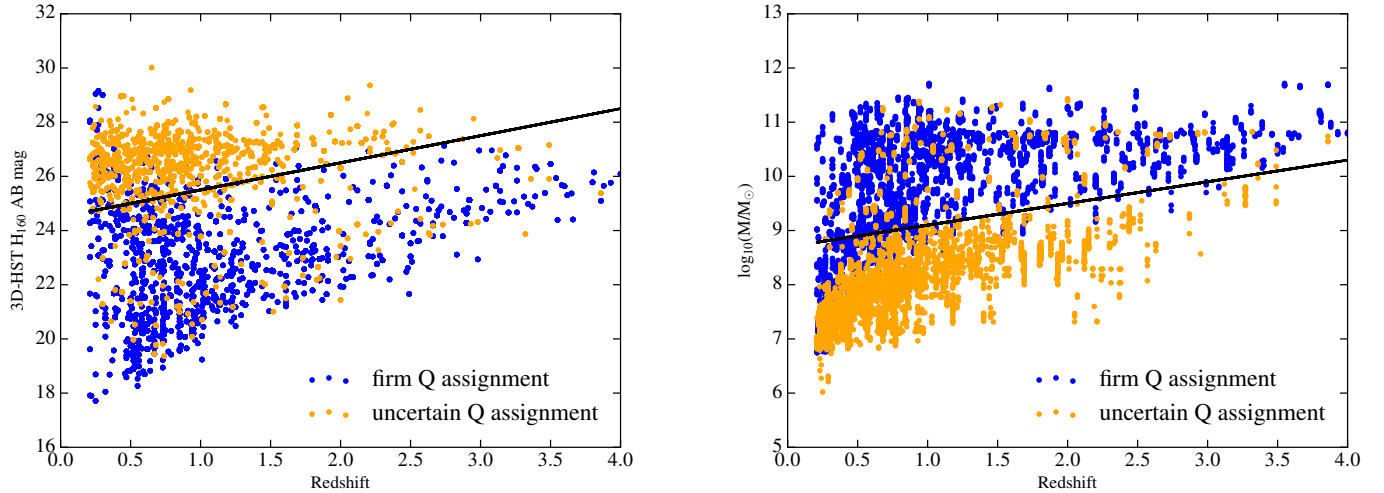 32
30
28
26
24
22
20
18
16
3D-HST H160 AB mag
firm Q assignment
uncertain Q assignment
0.0 0.5 1.0 1.5 2.0 2.5 3.0 3.5 4.0
Redshift
13
12
11
10
9
8
7
6
5
log10(M/M⊙)
firm Q assignment
uncertain Q assignment
0.0 0.5 1.0 1.5 2.0 2.5 3.0 3.5 4.0
Redshift